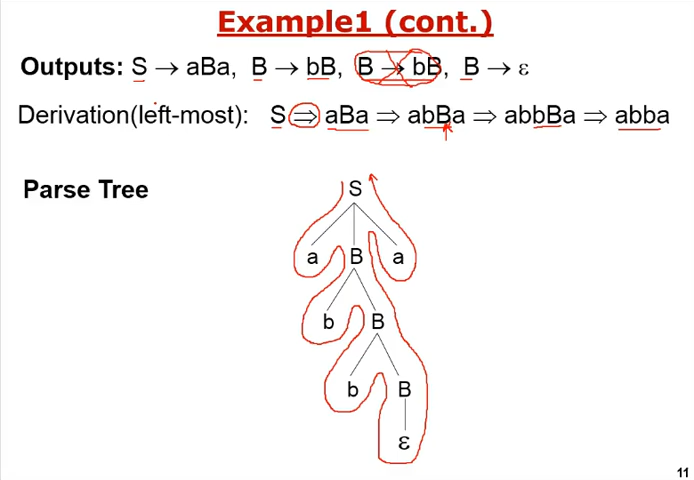 Example1 (cont.)
Outputs: S → aBa, B → bB, B → bB, B → ε
Derivation(left-most): S ⇒ aBa ⇒ abBa ⇒ abbBa ⇒ abba
Parse Tree
S
a B a
b B
b B
ε
11